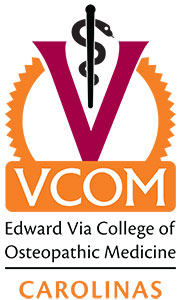 V
VCOM
Edward Via College of
Osteopathic Medicine
CAROLINAS